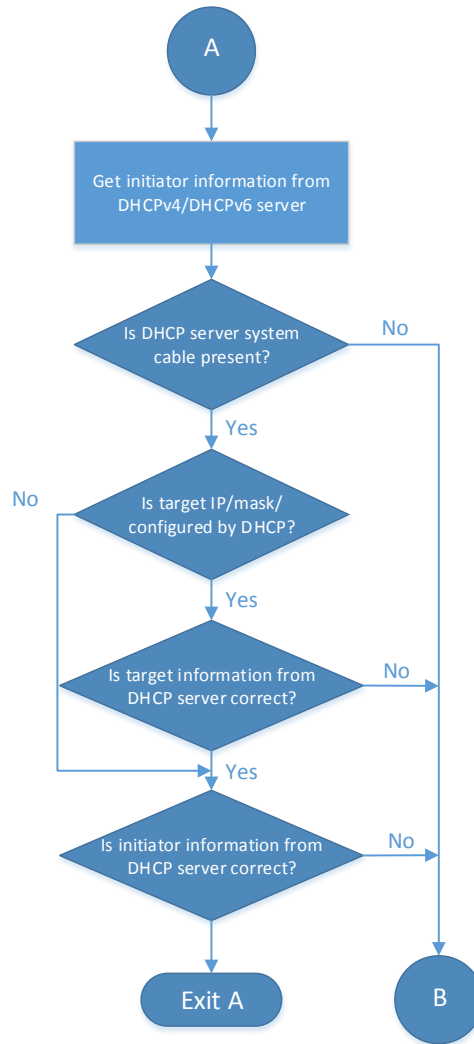 A
Get initiator information from
DHCPv4/DHCPv6 server
Is DHCP server system
cable present?
No
Yes
No
Is target IP/mask/
configured by DHCP?
Yes
Is target information from
DHCP server correct?
No
Yes
Is initiator information from
DHCP server correct?
No
Exit A
B